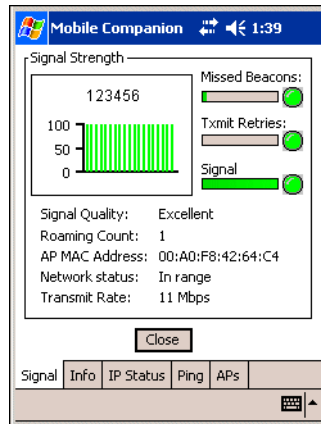 Mobile Companion 1:39
Signal Strength
Missed Beacons:
123456
Txmit Retries:
100
50
0
Signal
Signal Quality: Excellent
Roaming Count: 1
AP MAC Address: 00:A0:F8:42:64:C4
Network status: In range
Transmit Rate: 11 Mbps
Close
Signal Info IP Status Ping APs